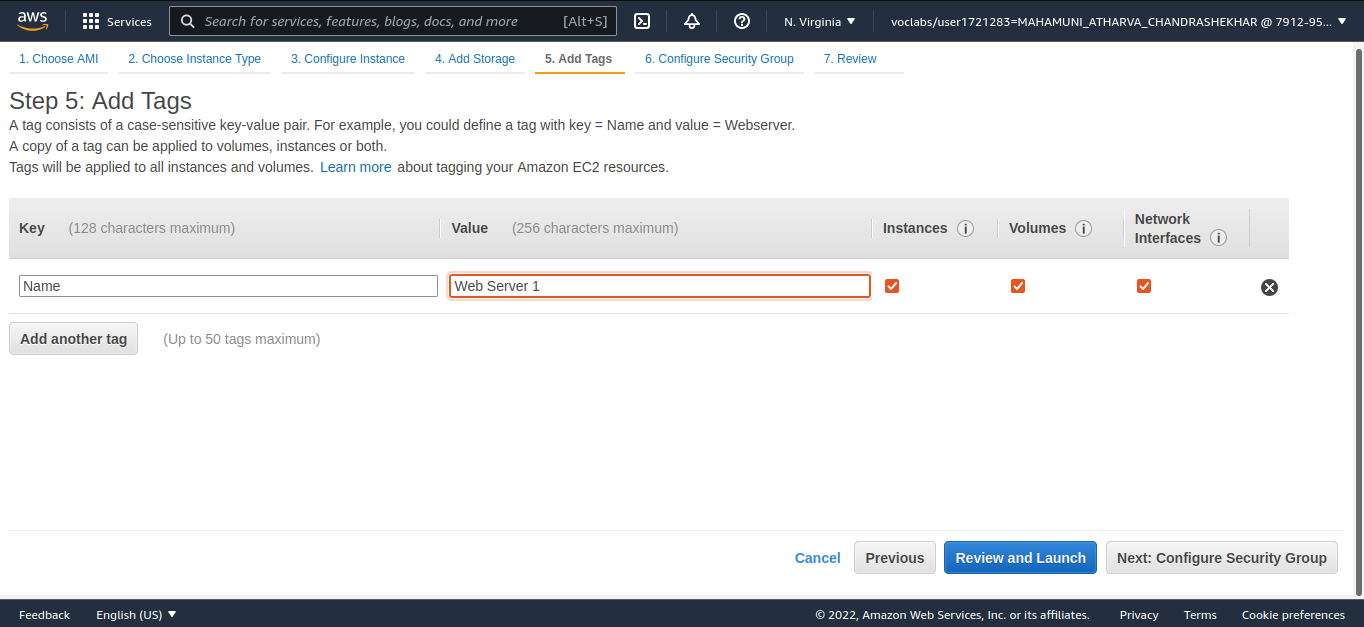 aws Services Search for services, features, blogs, docs, and more [Alt+S] N. Virginia voclabs/user1721283=MAHAMUNI_ATHARVA_CHANDRASHEKHAR @ 7912-95...
1. Choose AMI 2. Choose Instance Type 3. Configure Instance 4. Add Storage 5. Add Tags 6. Configure Security Group 7. Review
Step 5: Add Tags
A tag consists of a case-sensitive key-value pair. For example, you could define a tag with key = Name and value = Webserver.
A copy of a tag can be applied to volumes, instances or both.
Tags will be applied to all instances and volumes. Learn more about tagging your Amazon EC2 resources.
Key (128 characters maximum) Value (256 characters maximum) Instances i Volumes i Network
Interfaces i
Name Web Server 1
Add another tag (Up to 50 tags maximum)
Cancel Previous Review and Launch Next: Configure Security Group
Feedback English (US) © 2022, Amazon Web Services, Inc. or its affiliates. Privacy Terms Cookie preferences